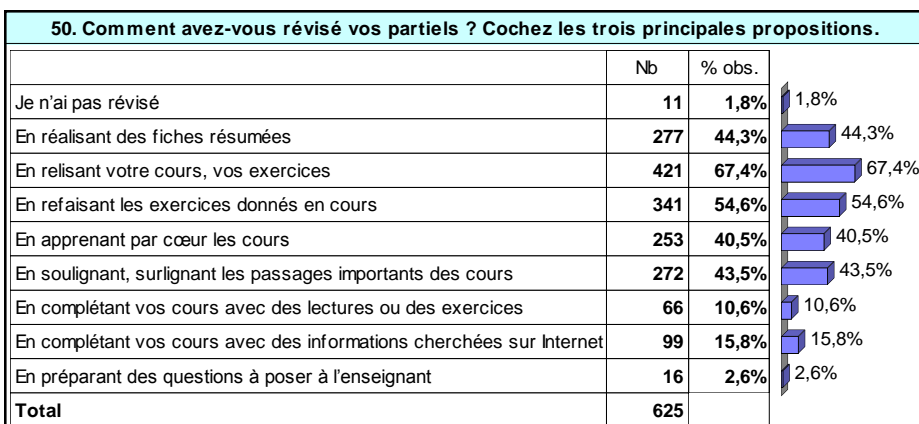 50. Comment avez-vous révisé vos partiels ? Cochez les trois principales propositions.
Nb % obs.
Je n'ai pas révisé 11 1,8% 1,8%
En réalisant des fiches résumées 277 44,3% 44,3%
En relisant votre cours, vos exercices 421 67,4% 67,4%
En refaisant les exercices donnés en cours 341 54,6% 54,6%
En apprenant par cœur les cours 253 40,5% 40,5%
En soulignant, surlignant les passages importants des cours 272 43,5% 43,5%
En complétant vos cours avec des lectures ou des exercices 66 10,6% 10,6%
En complétant vos cours avec des informations cherchées sur Internet 99 15,8% 15,8%
En préparant des questions à poser à l'enseignant 16 2,6% 2,6%
Total 625